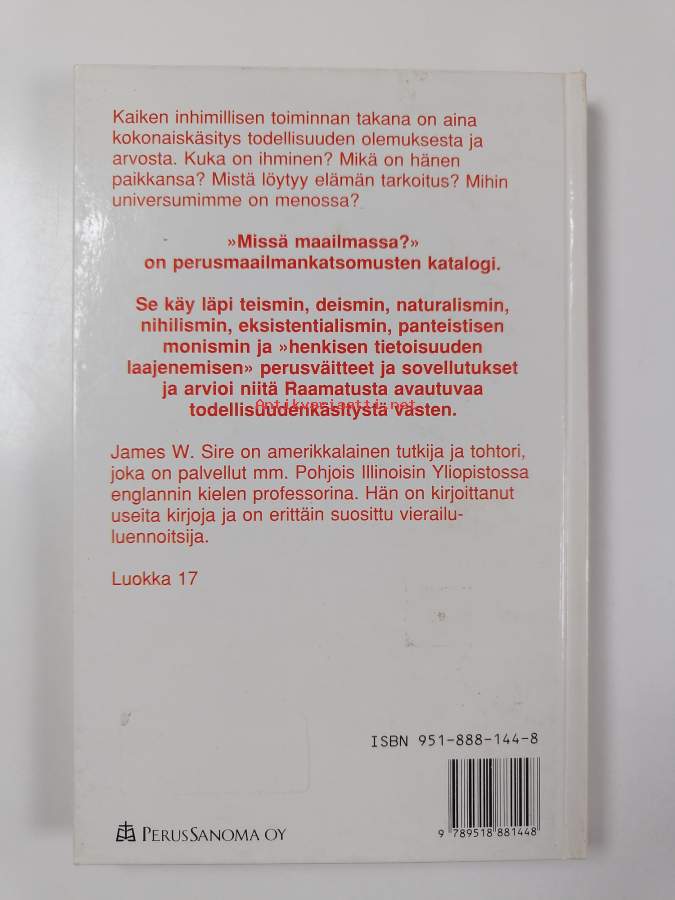 Kaiken inhimillisen toiminnan takana on aina
kokonaiskäsitys todellisuuden olemuksesta ja
arvosta. Kuka on ihminen? Mikä on hänen
paikkansa? Mistä löytyy elämän tarkoitus? Mihin
universumimme on menossa?
»Missä maailmassa?»
on perusmaailmankatsomusten katalogi.
Se käy läpi teismin, deismin, naturalismin,
nihilismin, eksistentialismin, panteistisen
monismin ja »henkisen tietoisuuden
laajenemisen» perusväitteet ja sovellutukset
ja arvioi niitä Raamatusta avautuvaa
Antikvariaatti.net
todellisuudenkäsitystä vasten.
James W. Sire on amerikkalainen tutkija ja tohtori,
joka on palvellut mm. Pohjois Illinoisin Yliopistossa
englannin kielen professorina. Hän on kirjoittanut
useita kirjoja ja on erittäin suosittu vierailu-
luennoitsija.
Luokka 17
ISBN 951-888-144-8
9 789518 881448
PERUSSANOMA OY